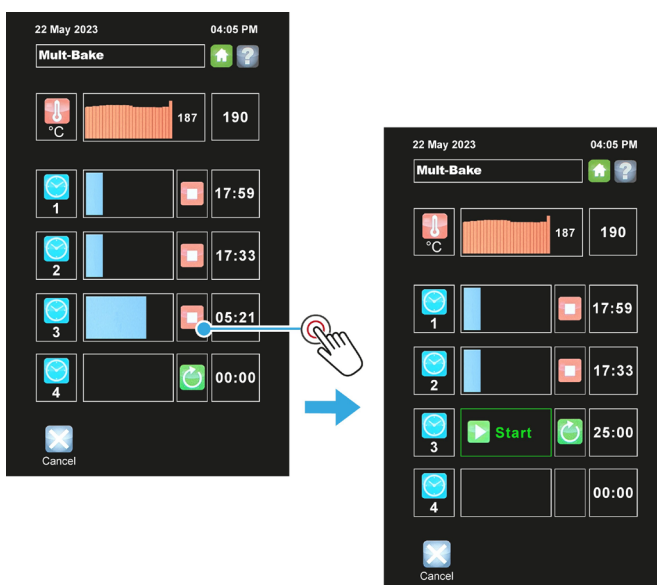 22 May 2023 04:05 PM
Mult-Bake
?
°C 187 190
1 17:59
2 17:33
3 05:21
4 00:00
Cancel
22 May 2023 04:05 PM
Mult-Bake
?
°C 187 190
1 17:59
2 17:33
3 Start 25:00
4 00:00
Cancel